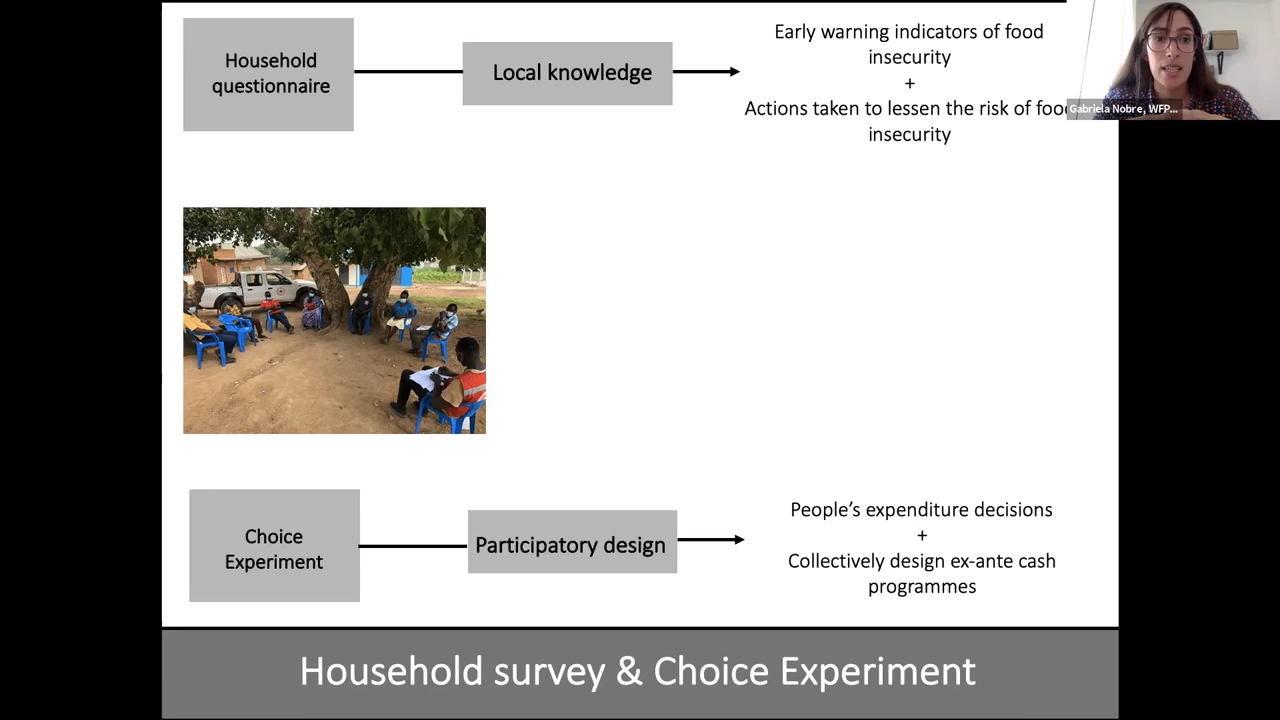 Household
questionnaire
Local knowledge
Early warning indicators of food
insecurity
+
Actions taken to lessen the risk of foo
insecurity
Gabriela Nobre, WFP...
Choice
Experiment
Participatory design
People’s expenditure decisions
+
Collectively design ex-ante cash
programmes
Household survey & Choice Experiment